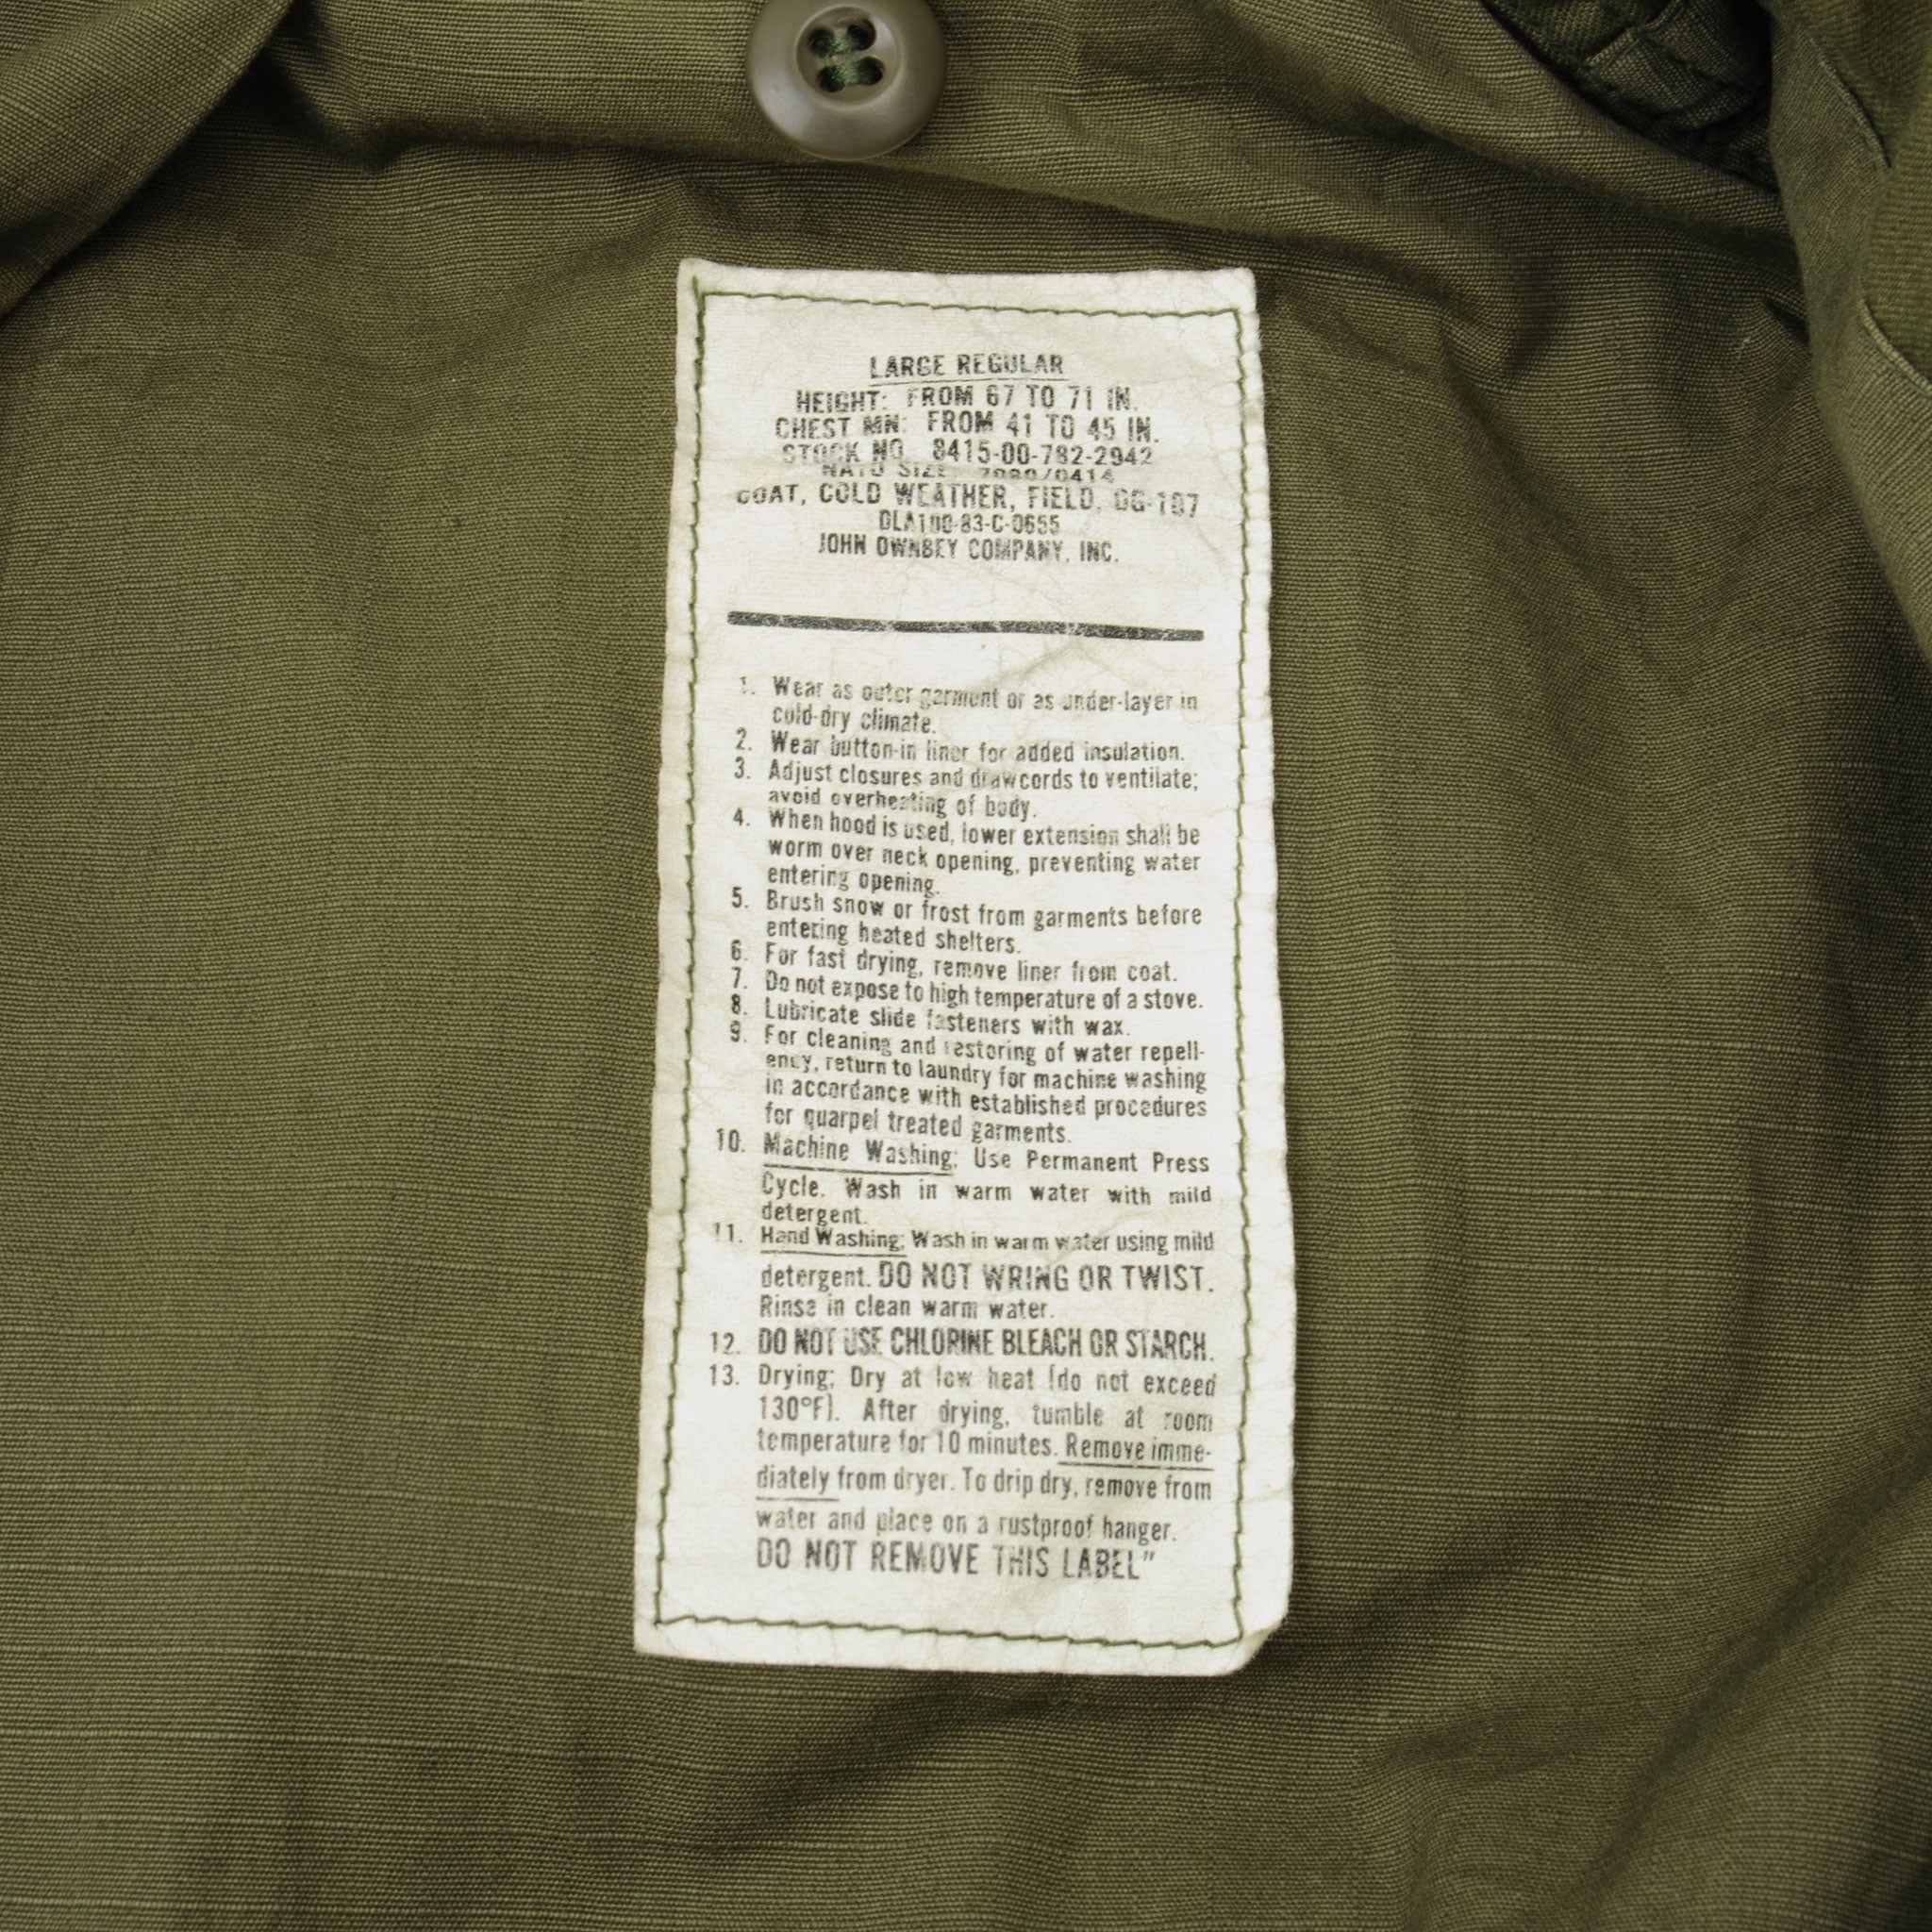 LARGE REGULAR
HEIGHT: FROM 67 TO 71 IN.
CHEST MN: FROM 41 TO 45 IN.
STOCK NO. 8415-00-782-2942
NATO SIZE: 7080/0414
COAT, COLD WEATHER, FIELD, OG-107
DLA100-83-C-0655
JOHN OWNBEY COMPANY, INC.
1. Wear as outer garment or as under-layer in
cold-dry climate.
2. Wear button-in liner for added insulation.
3. Adjust closures and drawcords to ventilate;
avoid overheating of body.
4. When hood is used, lower extension shall be
worm over neck opening, preventing water
entering opening.
5. Brush snow or frost from garments before
entering heated shelters.
6. For fast drying, remove liner from coat.
7. Do not expose to high temperature of a stove.
8. Lubricate slide fasteners with wax.
9. For cleaning and restoring of water repell-
ency, return to laundry for machine washing
in accordance with established procedures
for quarpel treated garments.
10. Machine Washing: Use Permanent Press
Cycle. Wash in warm water with mild
detergent.
11. Hand Washing: Wash in warm water using mild
detergent. DO NOT WRING OR TWIST.
Rinse in clean warm water.
12. DO NOT USE CHLORINE BLEACH OR STARCH.
13. Drying: Dry at low heat (do not exceed
130°F). After drying, tumble at room
temperature for 10 minutes. Remove imme-
diately from dryer. To drip dry, remove from
water and place on a rustproof hanger.
DO NOT REMOVE THIS LABEL"